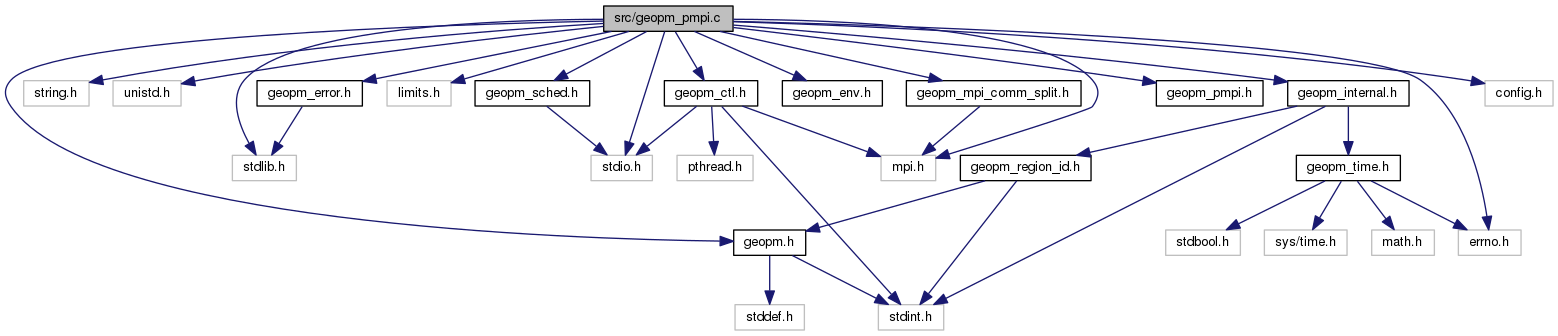 src/geopm_pmpi.c
string.h
unistd.h
geopm_error.h
limits.h
geopm_sched.h
geopm_ctl.h
geopm_env.h
geopm_mpi_comm_split.h
geopm_pmpi.h
geopm_internal.h
config.h
stdlib.h
stdio.h
pthread.h
mpi.h
geopm_region_id.h
geopm_time.h
geopm.h
stdbool.h
sys/time.h
math.h
errno.h
stddef.h
stdint.h